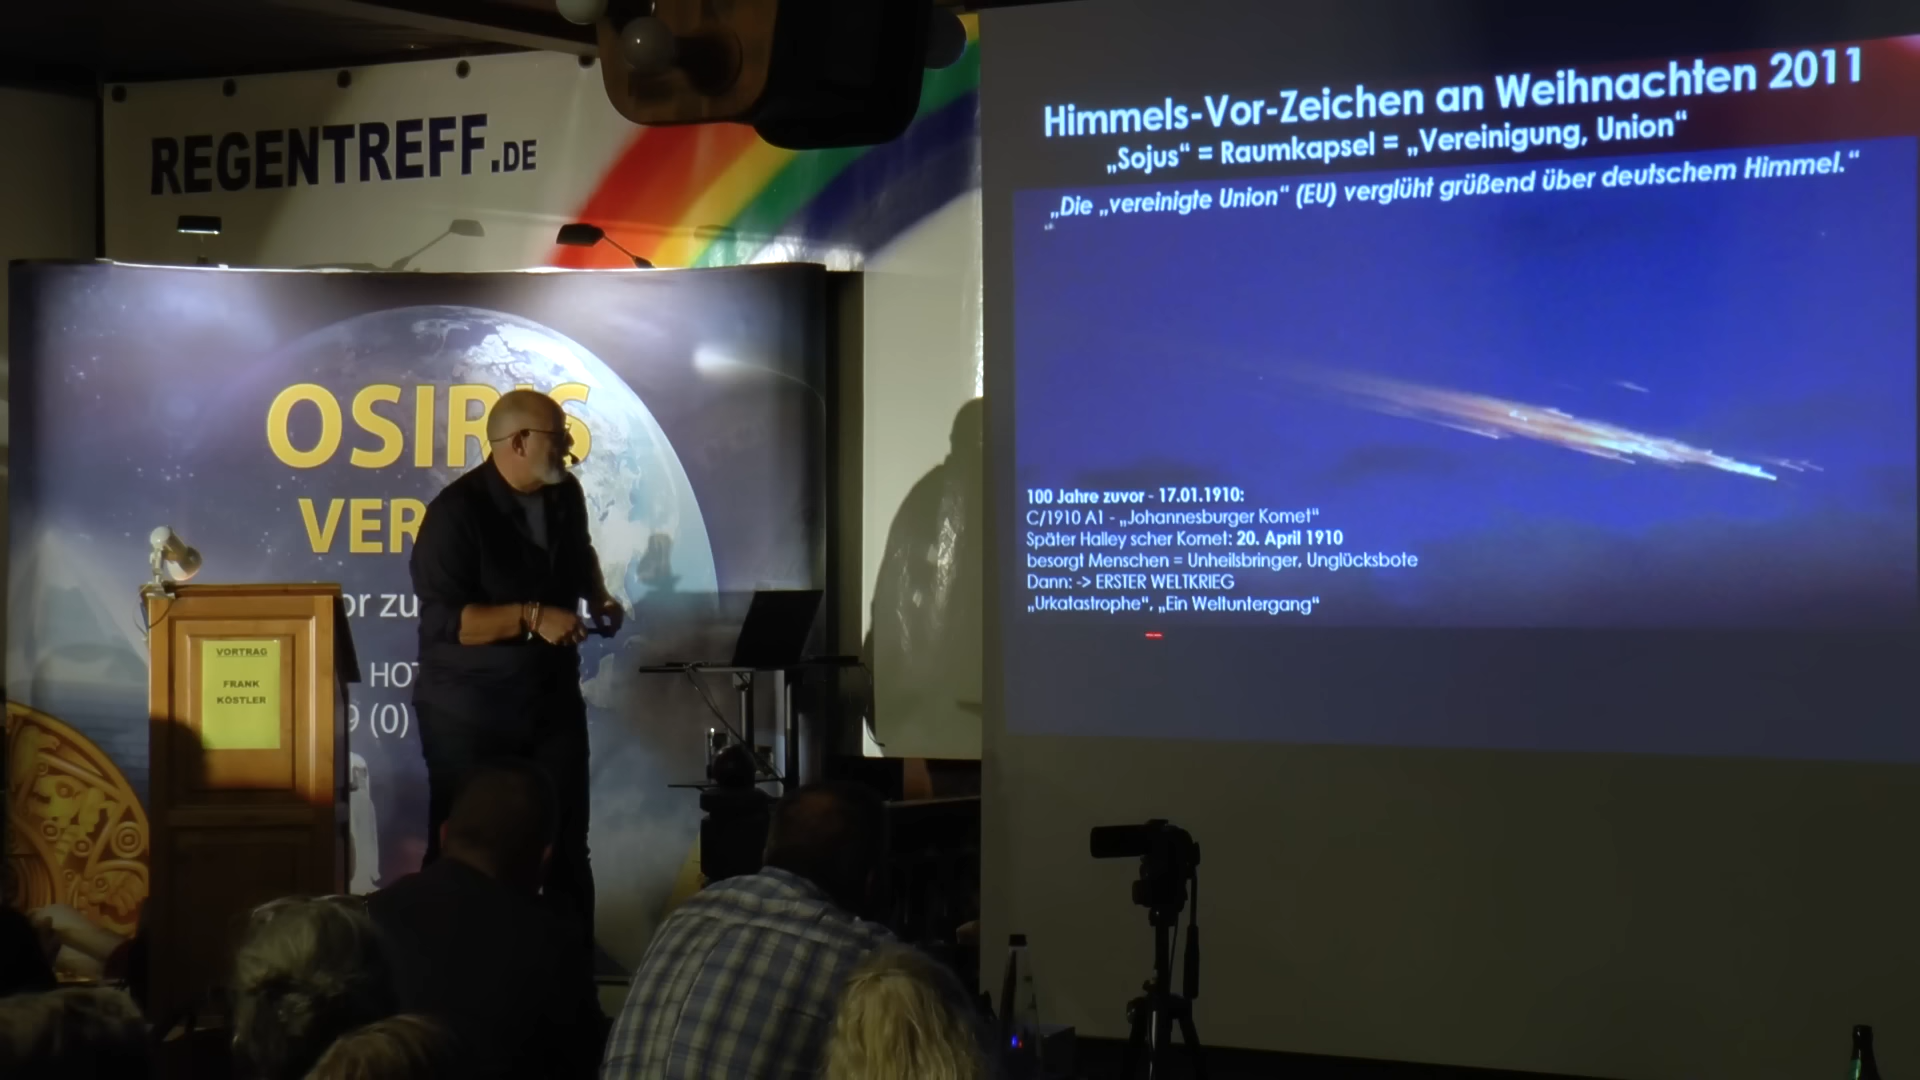 REGENTREFF.DE
OSIRIS
VER
or zu
HOT
9 (0)
VORTRAG
FRANK
KÖSTLER
Himmels-Vor-Zeichen an Weihnachten 2011
„Sojus“ = Raumkapsel = „Vereinigung, Union“
„Die „vereinigte Union“ (EU) verglüht grüßend über deutschem Himmel.“
“
100 Jahre zuvor - 17.01.1910:
C/1910 A1 - „Johannesburger Komet“
Später Halley scher Komet: 20. April 1910
besorgt Menschen = Unheilsbringer, Unglücksbote
Dann: -> ERSTER WELTKRIEG
„Urkatastrophe“, „Ein Weltuntergang“